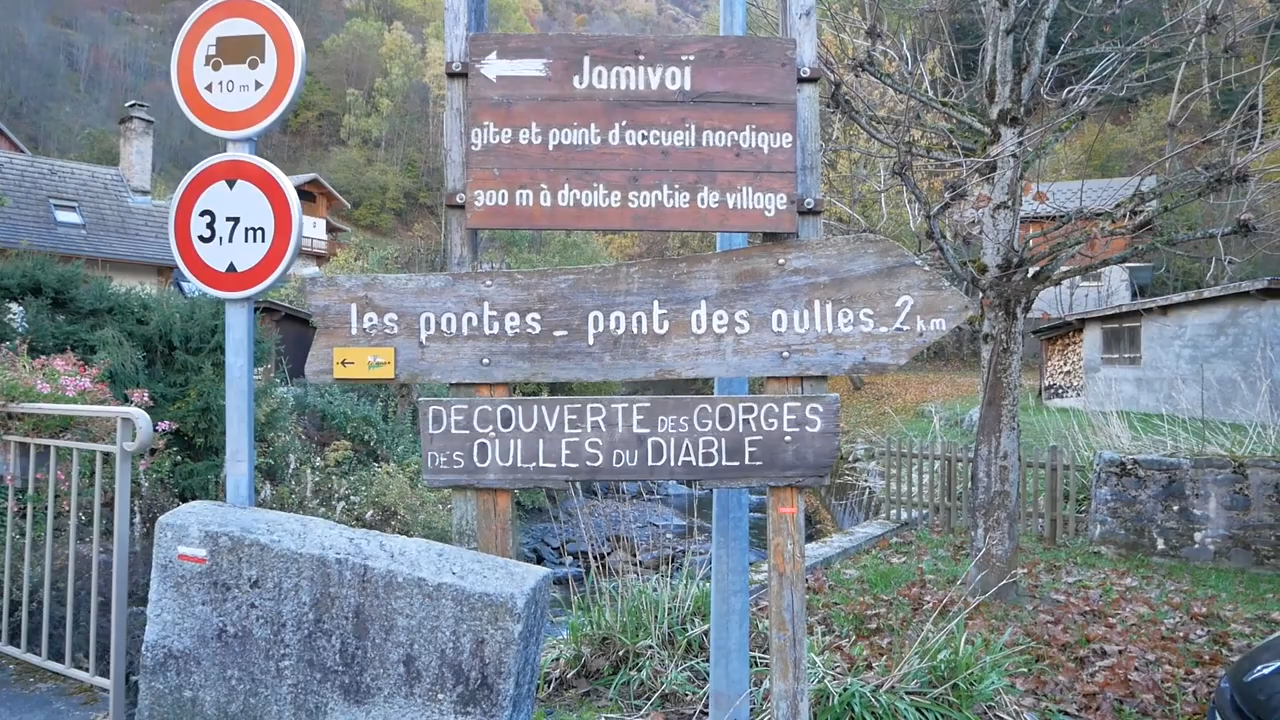 10 m
3,7m
Jamivoï
gîte et point d'accueil nordique
300 m à droite sortie de village
les portes - pont des oulles. 2 km
DECOUVERTE DES GORGES
DES OULLES DU DIABLE